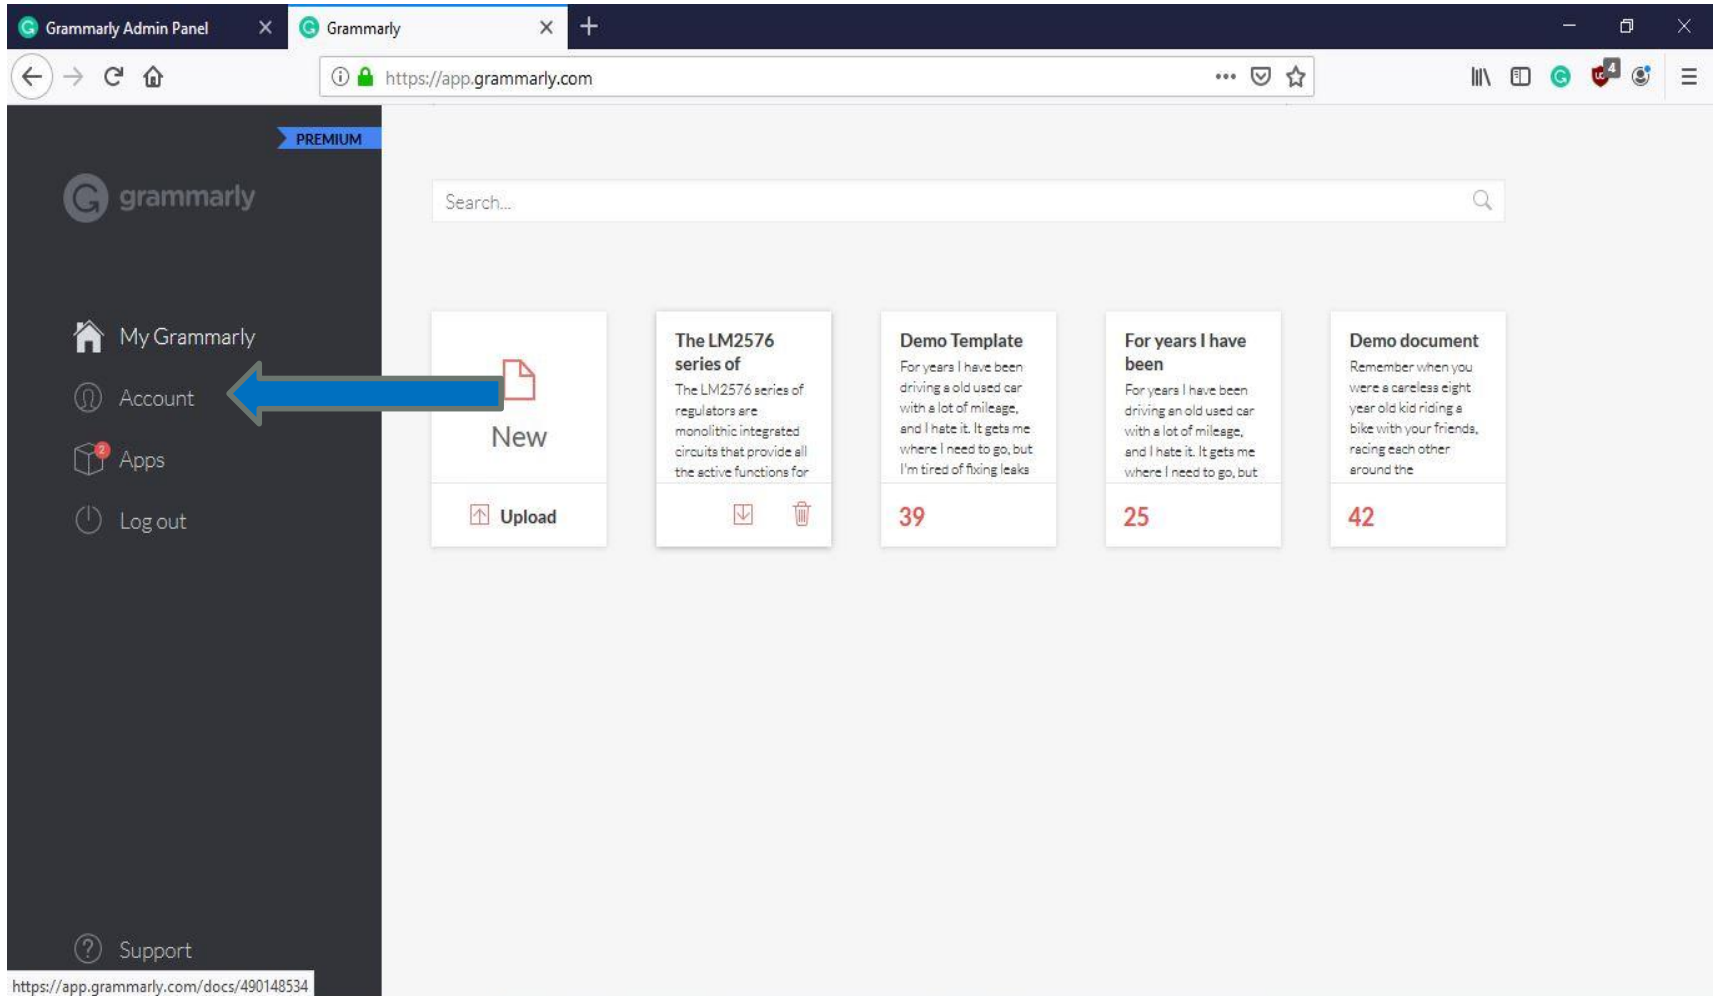 Grammarly Admin Panel
Grammarly
https://app.grammarly.com
4
PREMIUM
grammarly
Search...
My Grammarly
Account
2
Apps
Log out
New
Upload
The LM2576
series of
The LM2576 series of
regulators are
monolithic integrated
circuits that provide all
the active functions for
Demo Template
For years I have been
driving a old used car
with a lot of mileage,
and I hate it. It gets me
where I need to go, but
I'm tired of fixing leaks
39
For years I have
been
For years I have been
driving an old used car
with a lot of mileage,
and I hate it. It gets me
where I need to go, but
25
Demo document
Remember when you
were a careless eight
year old kid riding a
bike with your friends,
racing each other
around the
42
Support
https://app.grammarly.com/docs/490148534